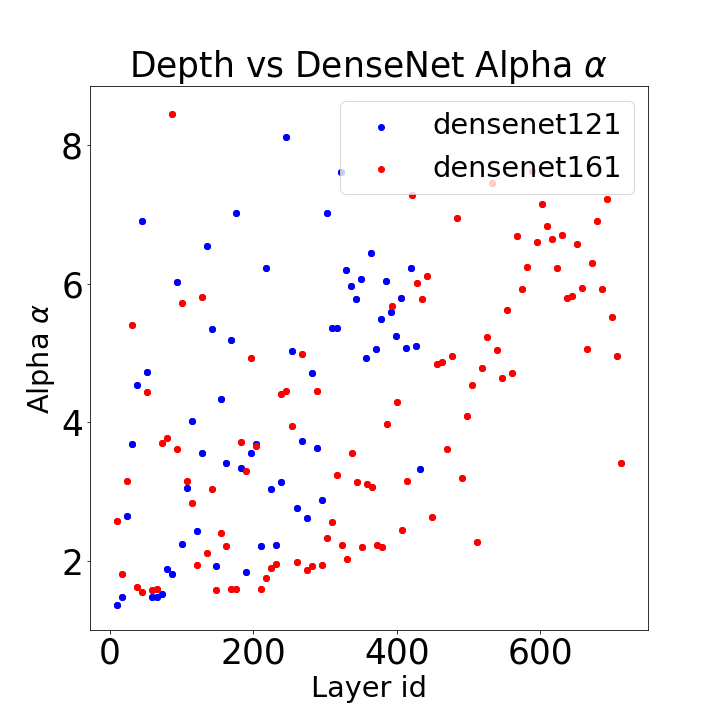 Depth vs DenseNet Alpha α
densenet121
densenet161
8
6
4
2
Alpha α
0 200 400 600
Layer id